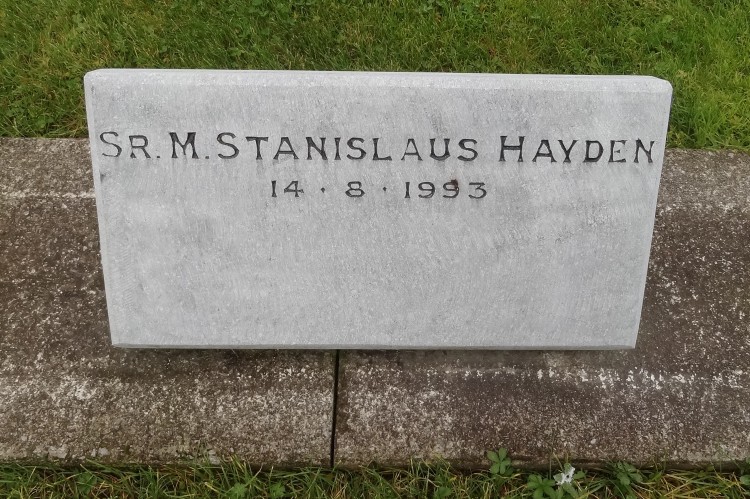 Sr. M. Stanislaus Hayden
14 · 8 · 1993